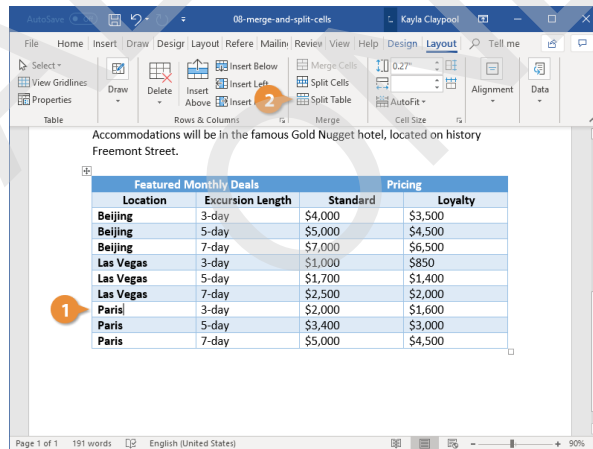 AutoSave Off 08-merge-and-split-cells Kayla Claypool
File Home Insert Draw Design Layout Refere Mailin Review View Help Design Layout Tell me
Select Insert Below Merge Cells 0.27"
View Gridlines Draw Delete Insert Above Insert Left Split Cells Alignment Data
Properties Insert 2 Split Table AutoFit
Table Rows & Columns Merge Cell Size
Accommodations will be in the famous Gold Nugget hotel, located on history
Freemont Street.
Featured Monthly Deals Pricing
Location Excursion Length Standard Loyalty
Beijing 3-day $4,000 $3,500
Beijing 5-day $5,000 $4,500
Beijing 7-day $7,000 $6,500
Las Vegas 3-day $1,000 $850
Las Vegas 5-day $1,700 $1,400
Las Vegas 7-day $2,500 $2,000
1 Paris 3-day $2,000 $1,600
Paris 5-day $3,400 $3,000
Paris 7-day $5,000 $4,500
Page 1 of 1 191 words English (United States) 90%